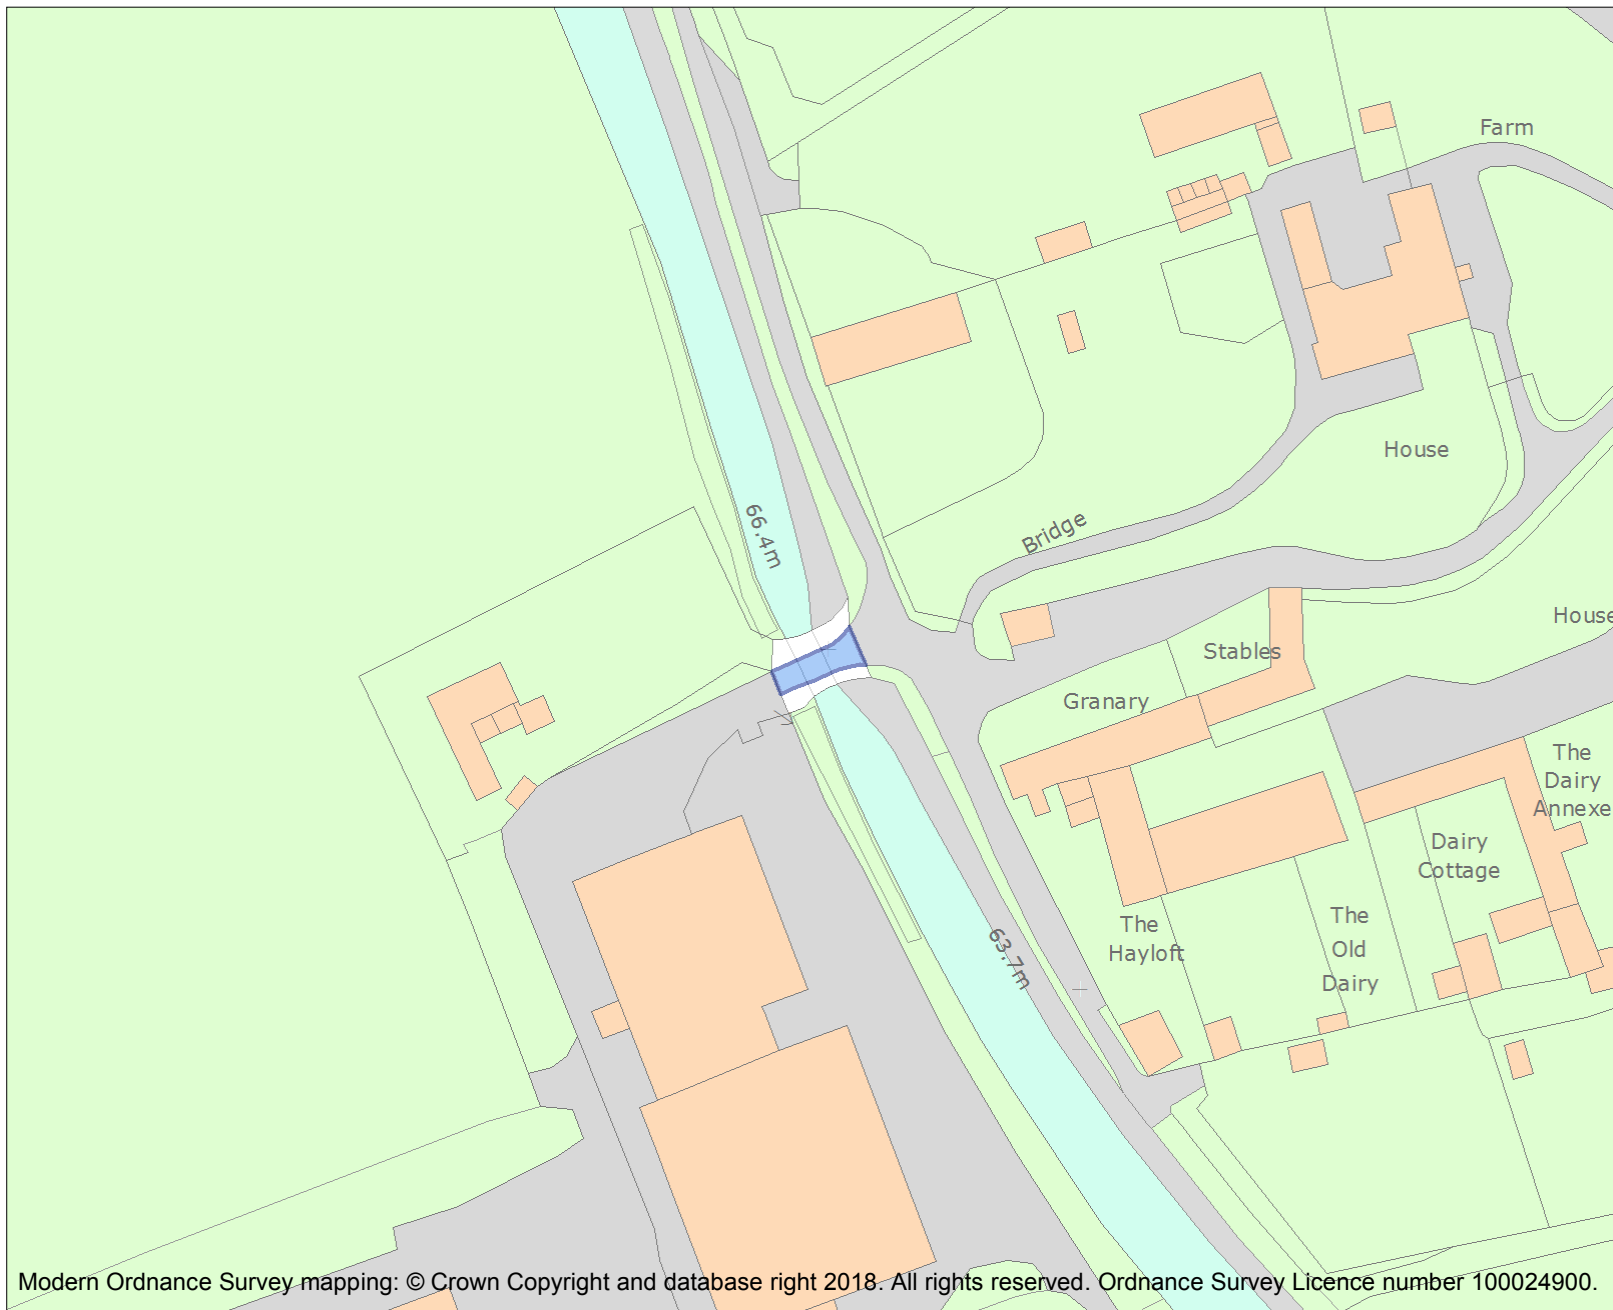 Farm
House
66.4m
Bridge
House
Stables
Granary
The
Dairy
Annexe
Dairy
Cottage
The
Hayloft
The
Old
Dairy
63.7m
Modern Ordnance Survey mapping: © Crown Copyright and database right 2018. All rights reserved. Ordnance Survey Licence number 100024900.